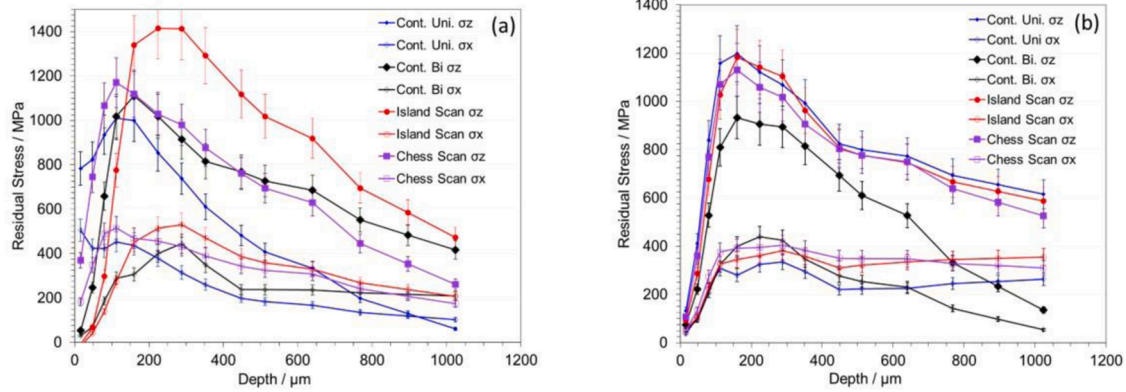 (a)
Residual Stress / MPa
1400
1200
1000
800
600
400
200
0
0 200 400 600 800 1000 1200
Depth / µm
Cont. Uni. σz
Cont. Uni. σx
Cont. Bi σz
Cont. Bi σx
Island Scan σz
Island Scan σx
Chess Scan σz
Chess Scan σx
(b)
Residual Stress / MPa
1400
1200
1000
800
600
400
200
0
0 200 400 600 800 1000 1200
Depth / µm
Cont. Uni. σz
Cont. Uni σx
Cont. Bi. σz
Cont. Bi. σx
Island Scan σz
Island Scan σx
Chess Scan σz
Chess Scan σx